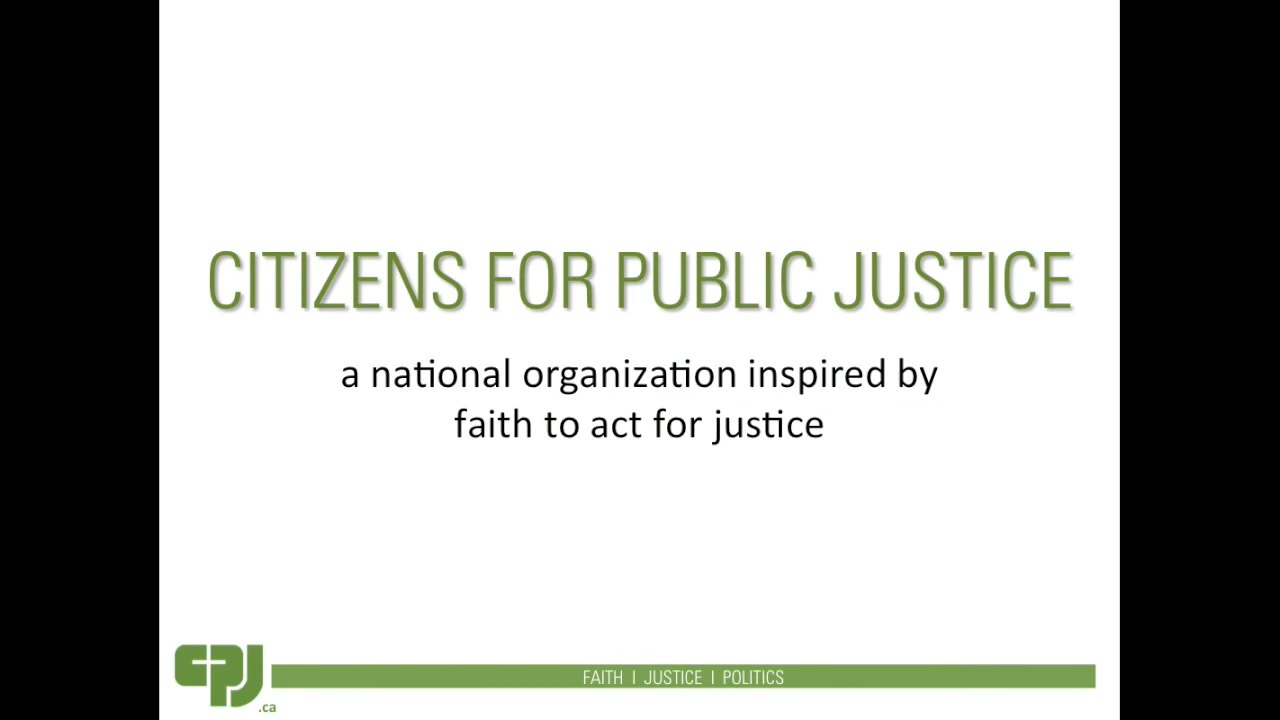 CITIZENS FOR PUBLIC JUSTICE
a national organization inspired by
faith to act for justice
CPJ
.ca
FAITH | JUSTICE | POLITICS